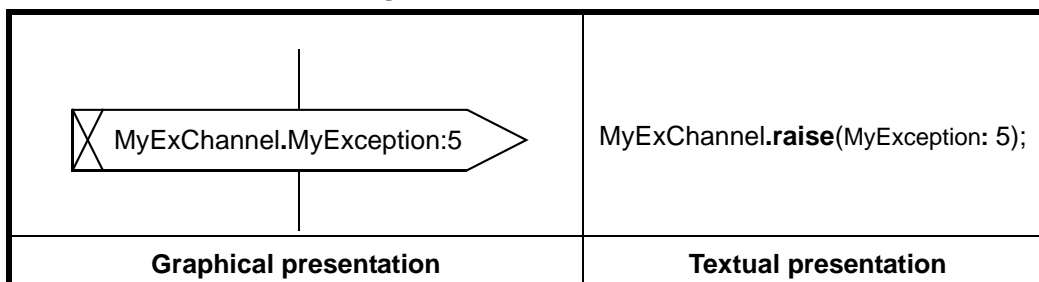 MyExChannel.MyException:5
MyExChannel.raise(MyException: 5);
Graphical presentation
Textual presentation